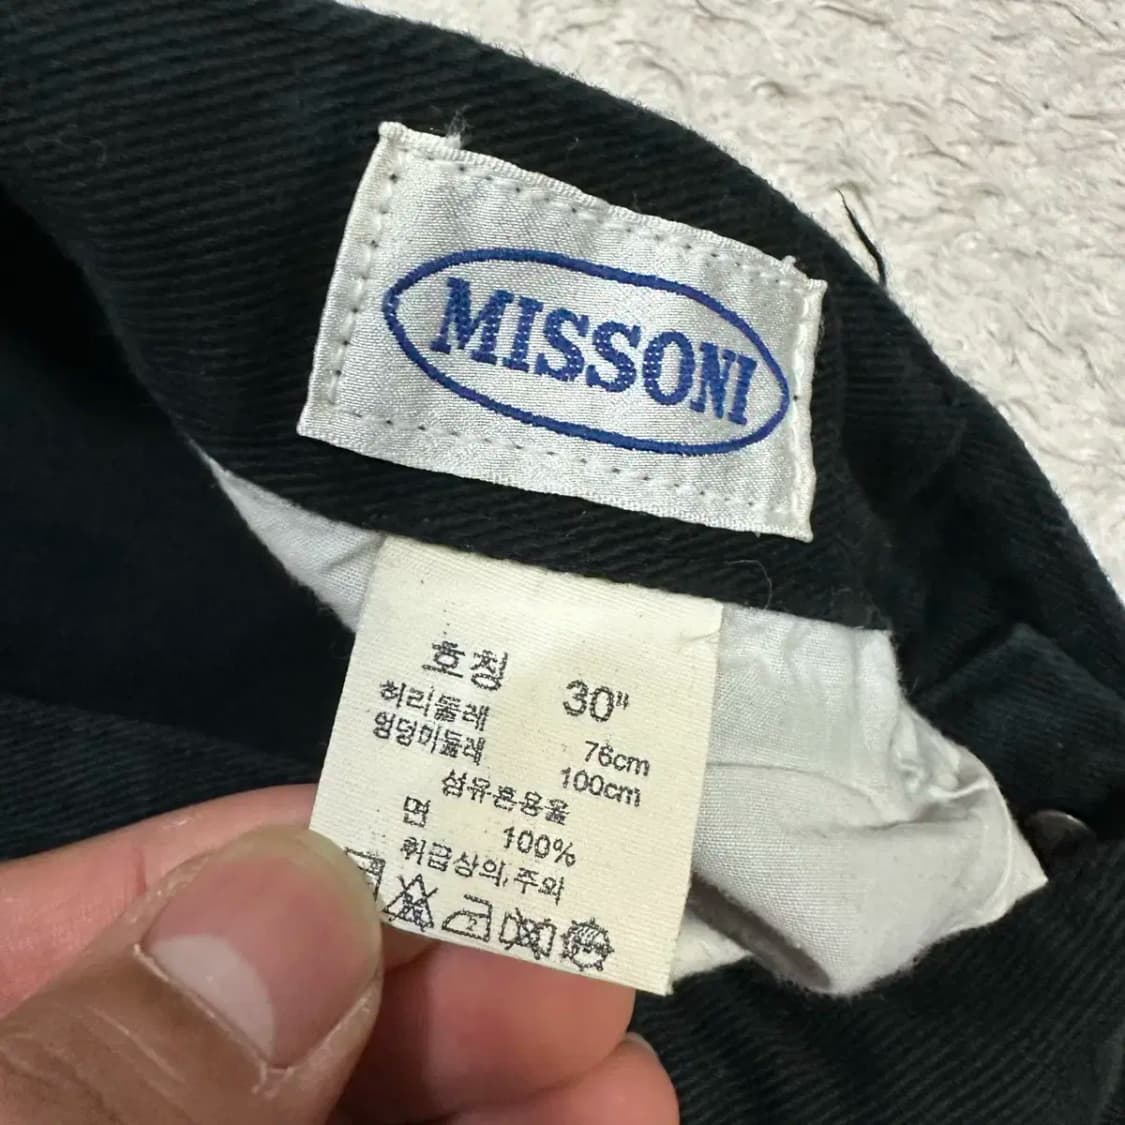 MISSONI
호칭 30"
허리둘레 76cm
엉덩이둘레 100cm
섬유혼용율
면 100%
취급상의,주의